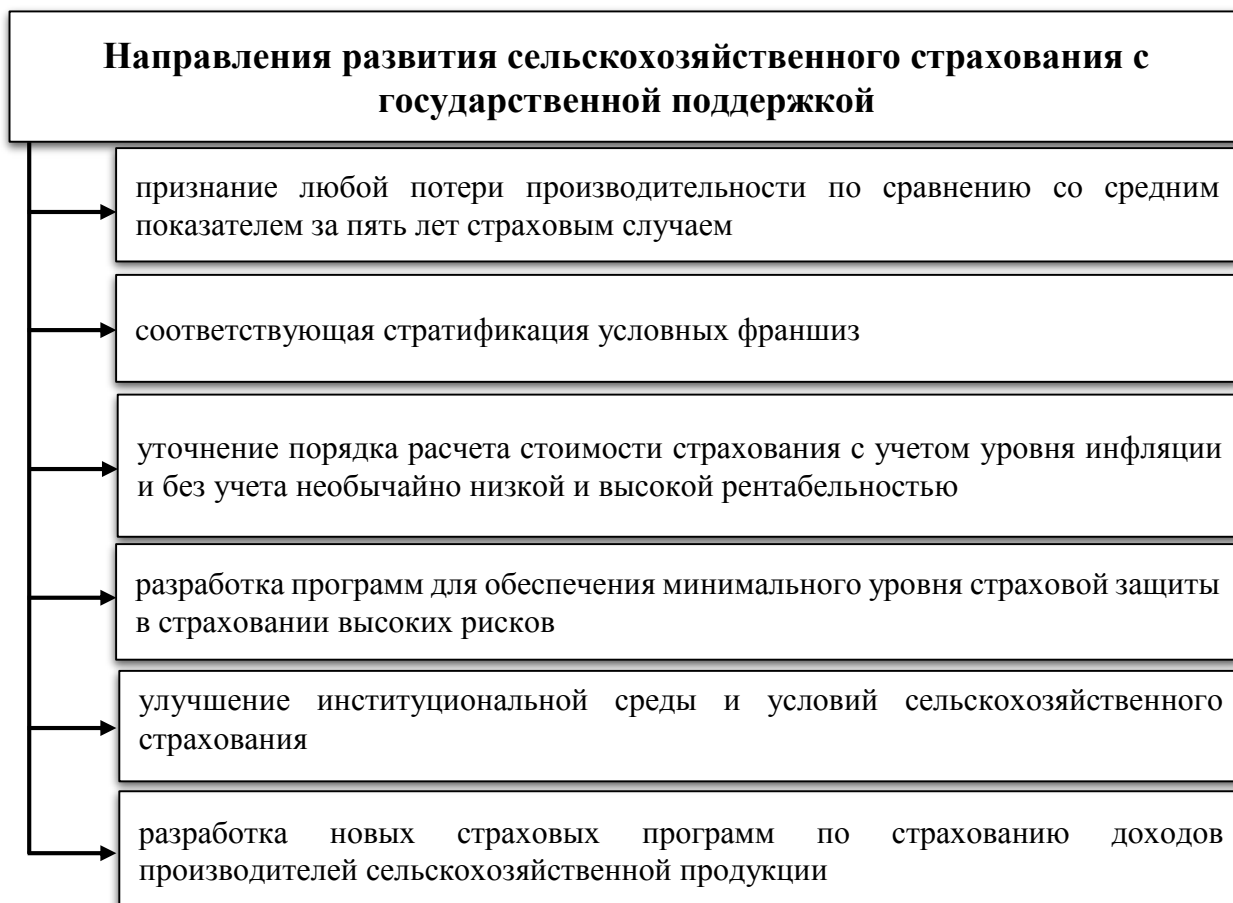 Направления развития сельскохозяйственного страхования с
государственной поддержкой
признание любой потери производительности по сравнению со средним
показателем за пять лет страховым случаем
соответствующая стратификация условных франшиз
уточнение порядка расчета стоимости страхования с учетом уровня инфляции
и без учета необычайно низкой и высокой рентабельностью
разработка программ для обеспечения минимального уровня страховой защиты
в страховании высоких рисков
улучшение институциональной среды и условий сельскохозяйственного
страхования
разработка новых страховых программ по страхованию доходов
производителей сельскохозяйственной продукции